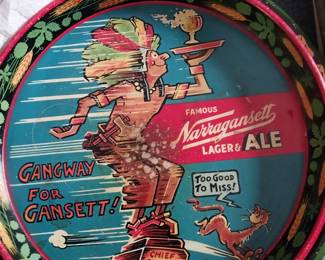 FAMOUS
Narragansett
LAGER & ALE
GANGWAY
FOR
GANSETT!
TOO GOOD
TO MISS!
CHIEF